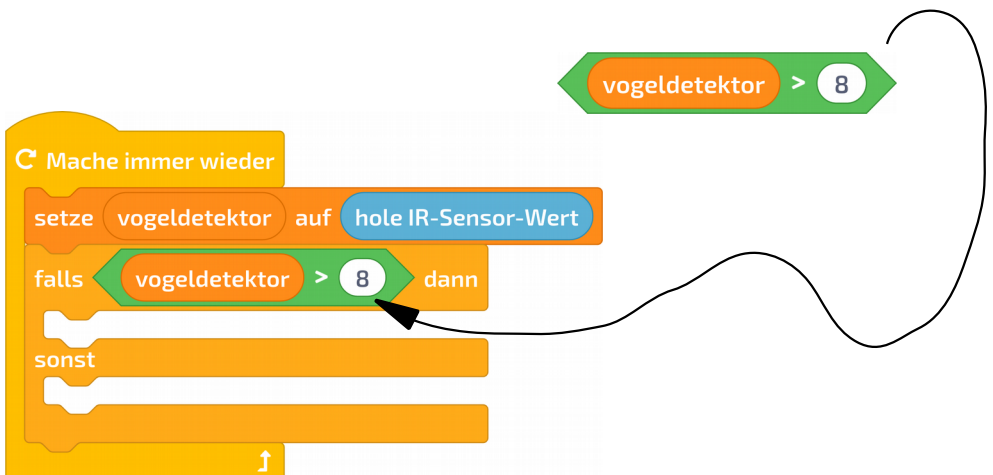 vogeldetektor > 8
Mache immer wieder
setze vogeldetektor auf hole IR-Sensor-Wert
falls vogeldetektor > 8 dann
sonst